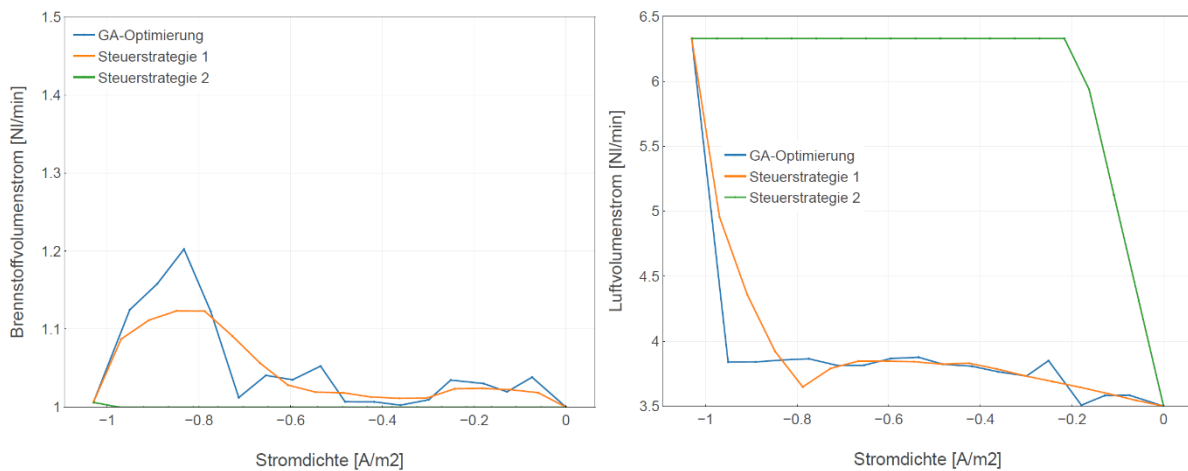 1.5
1.4
1.3
1.2
1.1
1
Brennstoffvolumenstrom [Nl/min]
GA-Optimierung
Steuerstrategie 1
Steuerstrategie 2
−1 −0.8 −0.6 −0.4 −0.2 0
Stromdichte [A/m2]
6.5
6
5.5
5
4.5
4
3.5
Luftvolumenstrom [Nl/min]
GA-Optimierung
Steuerstrategie 1
Steuerstrategie 2
−1 −0.8 −0.6 −0.4 −0.2 0
Stromdichte [A/m2]